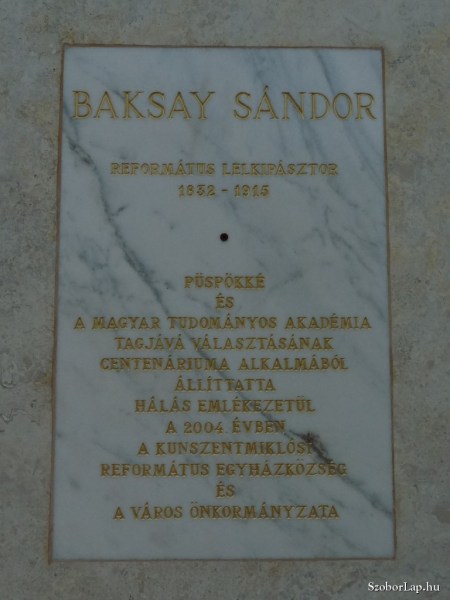 BAKSAY SÁNDOR
REFORMÁTUS LELKIPÁSZTOR
1832 - 1915
PÜSPÖKKÉ
ÉS
A MAGYAR TUDOMÁNYOS AKADÉMIA
TAGJÁVÁ VÁLASZTÁSÁNAK
CENTENÁRIUMA ALKALMÁBÓL
ÁLLÍTTATTA
HÁLÁS EMLÉKEZETÜL
A 2004 ÉVBEN
A KUNSZENTMIKLÓSI
REFORMÁTUS EGYHÁZKÖZSÉG
ÉS
A VÁROS ÖNKORMÁNYZATA
SzoborLap.hu